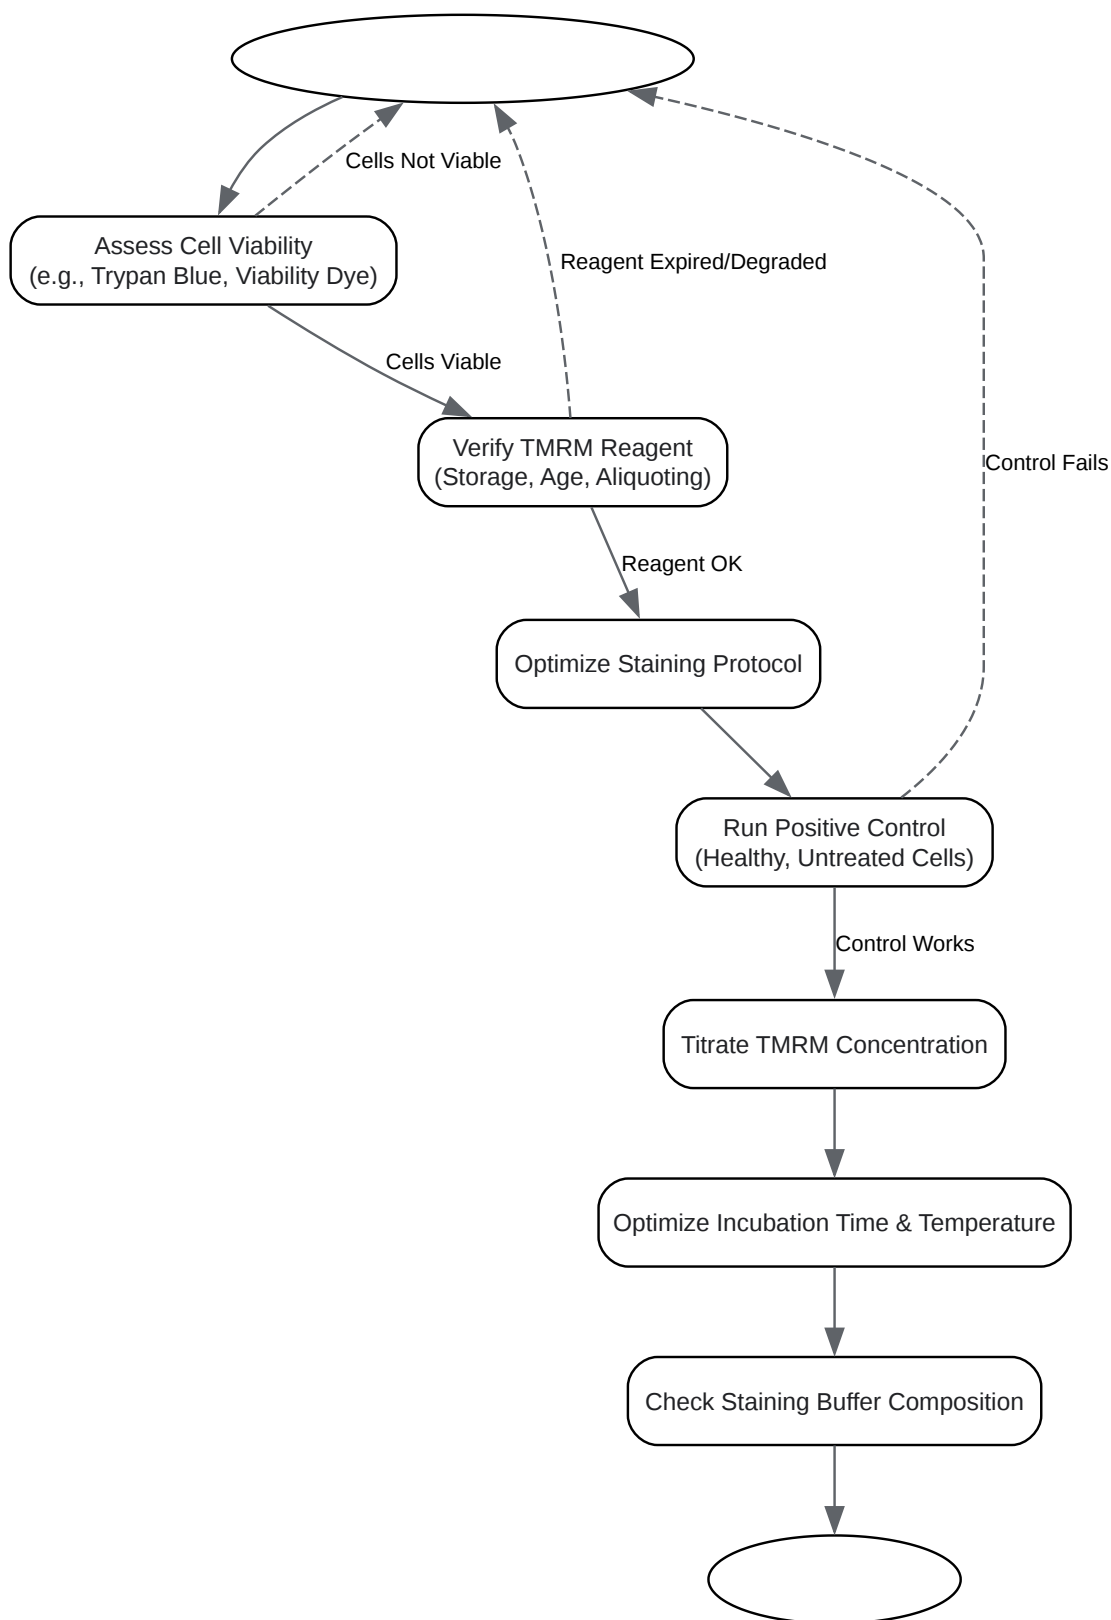 Cells Not Viable
Assess Cell Viability
(e.g., Trypan Blue, Viability Dye)
Reagent Expired/Degraded
Cells Viable
Verify TMRM Reagent
(Storage, Age, Aliquoting)
Control Fails
Reagent OK
Optimize Staining Protocol
Run Positive Control
(Healthy, Untreated Cells)
Control Works
Titrate TMRM Concentration
Optimize Incubation Time & Temperature
Check Staining Buffer Composition